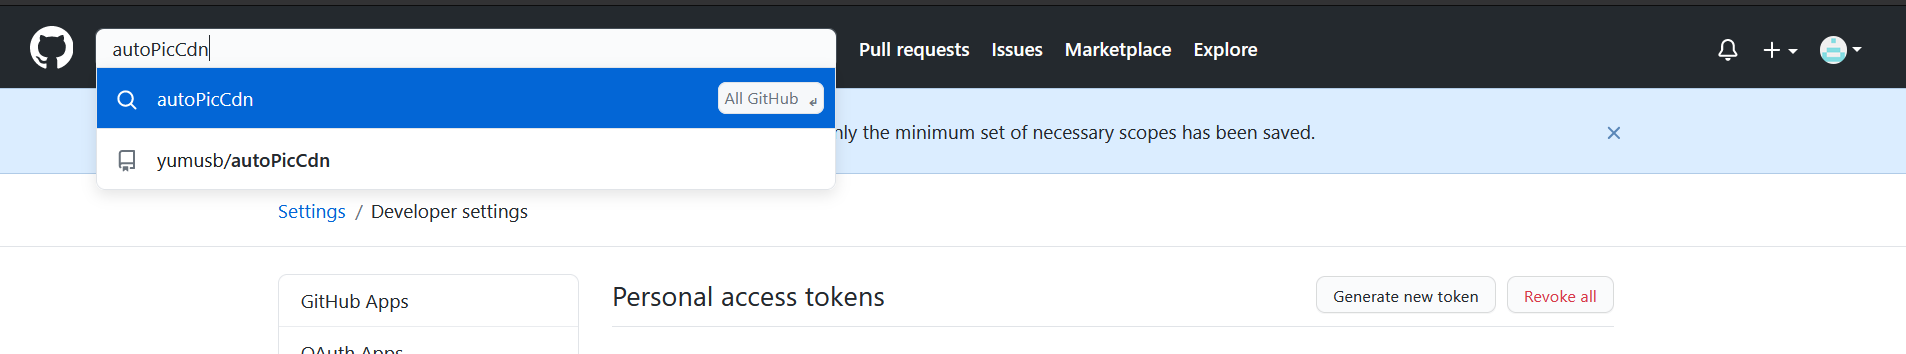 autoPicCdn
Pull requests Issues Marketplace Explore
autoPicCdn All GitHub
the minimum set of necessary scopes has been saved.
yumusb/autoPicCdn
Settings / Developer settings
GitHub Apps
Personal access tokens
Generate new token Revoke all
OAuth Apps